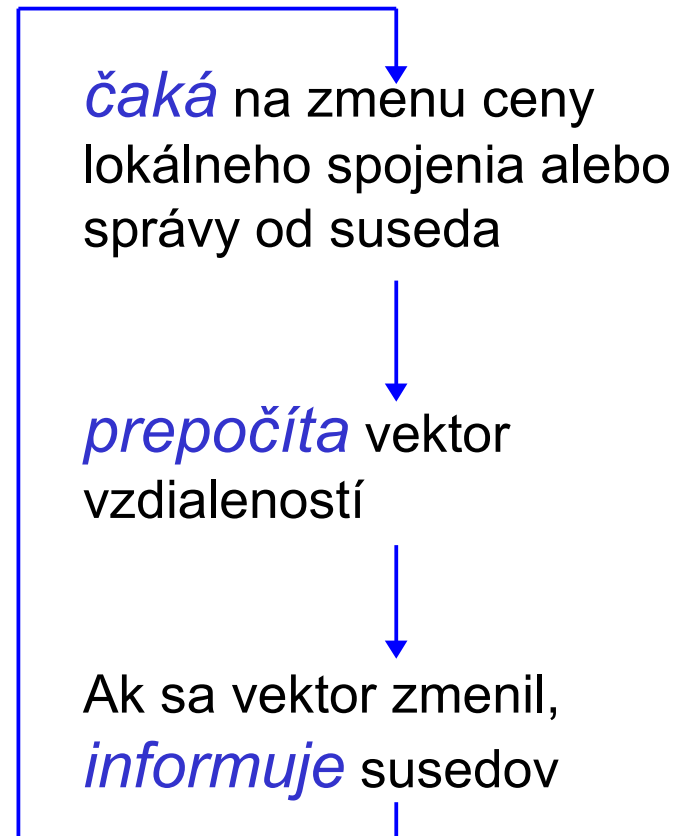 čaká na zmenu ceny
lokálneho spojenia alebo
správy od suseda
prepočíta vektor
vzdialeností
Ak sa vektor zmenil,
informuje susedov